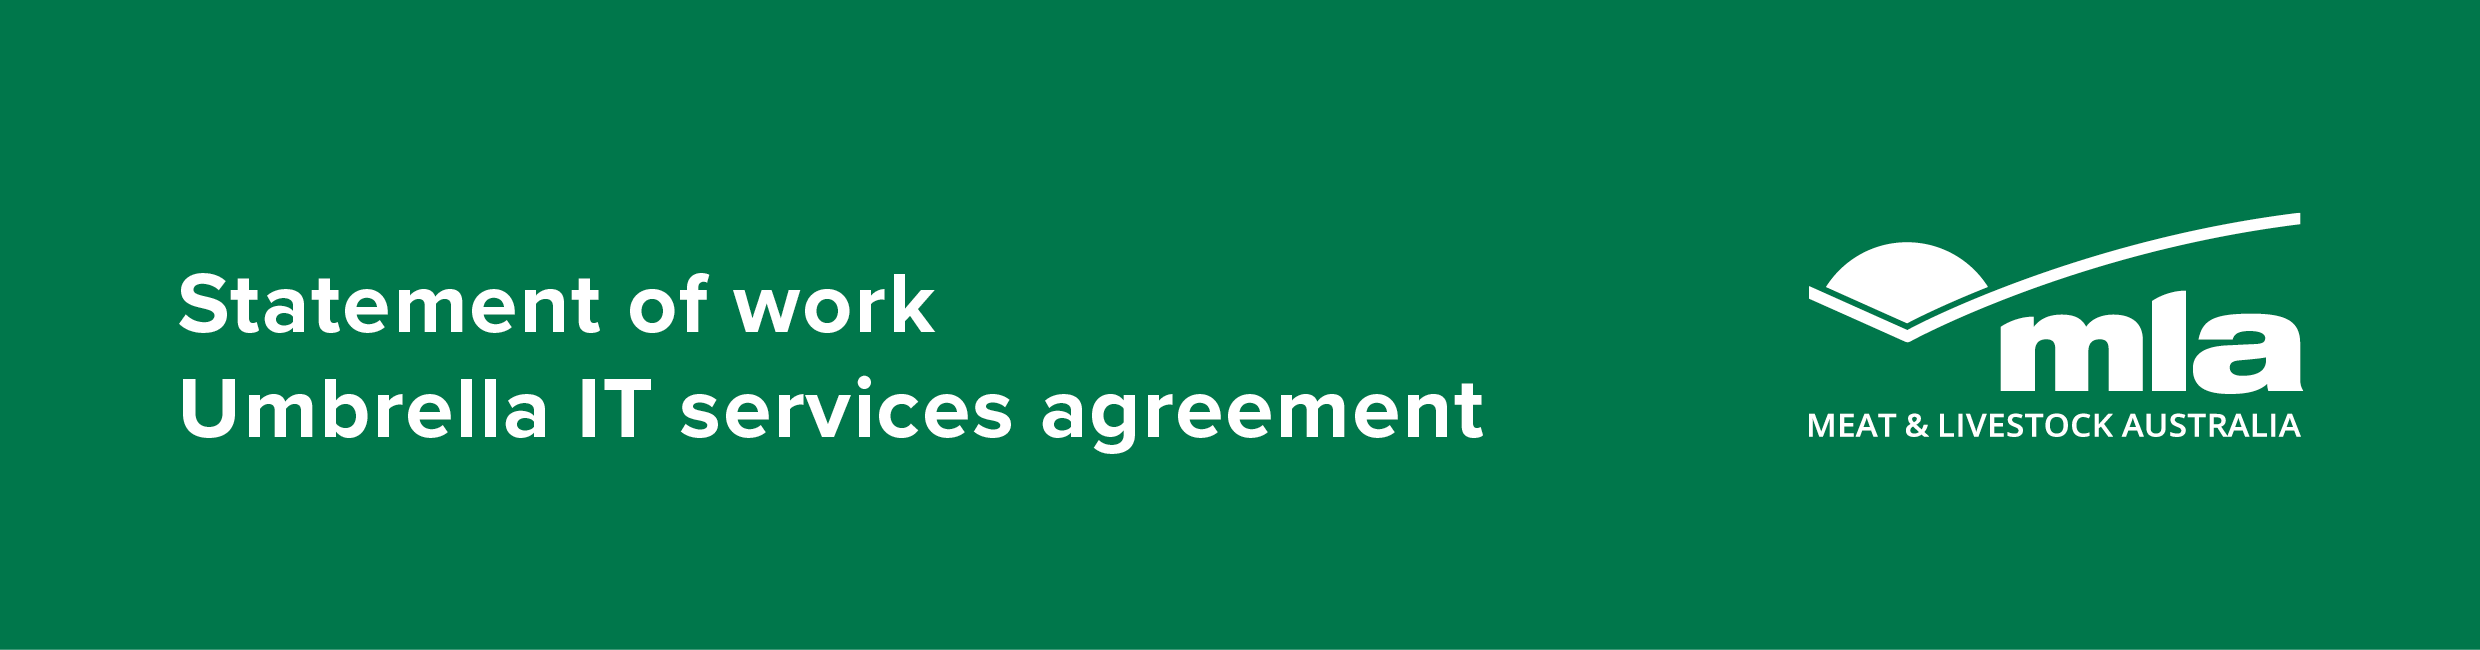 Statement of work
Umbrella IT services agreement
mla
MEAT & LIVESTOCK AUSTRALIA